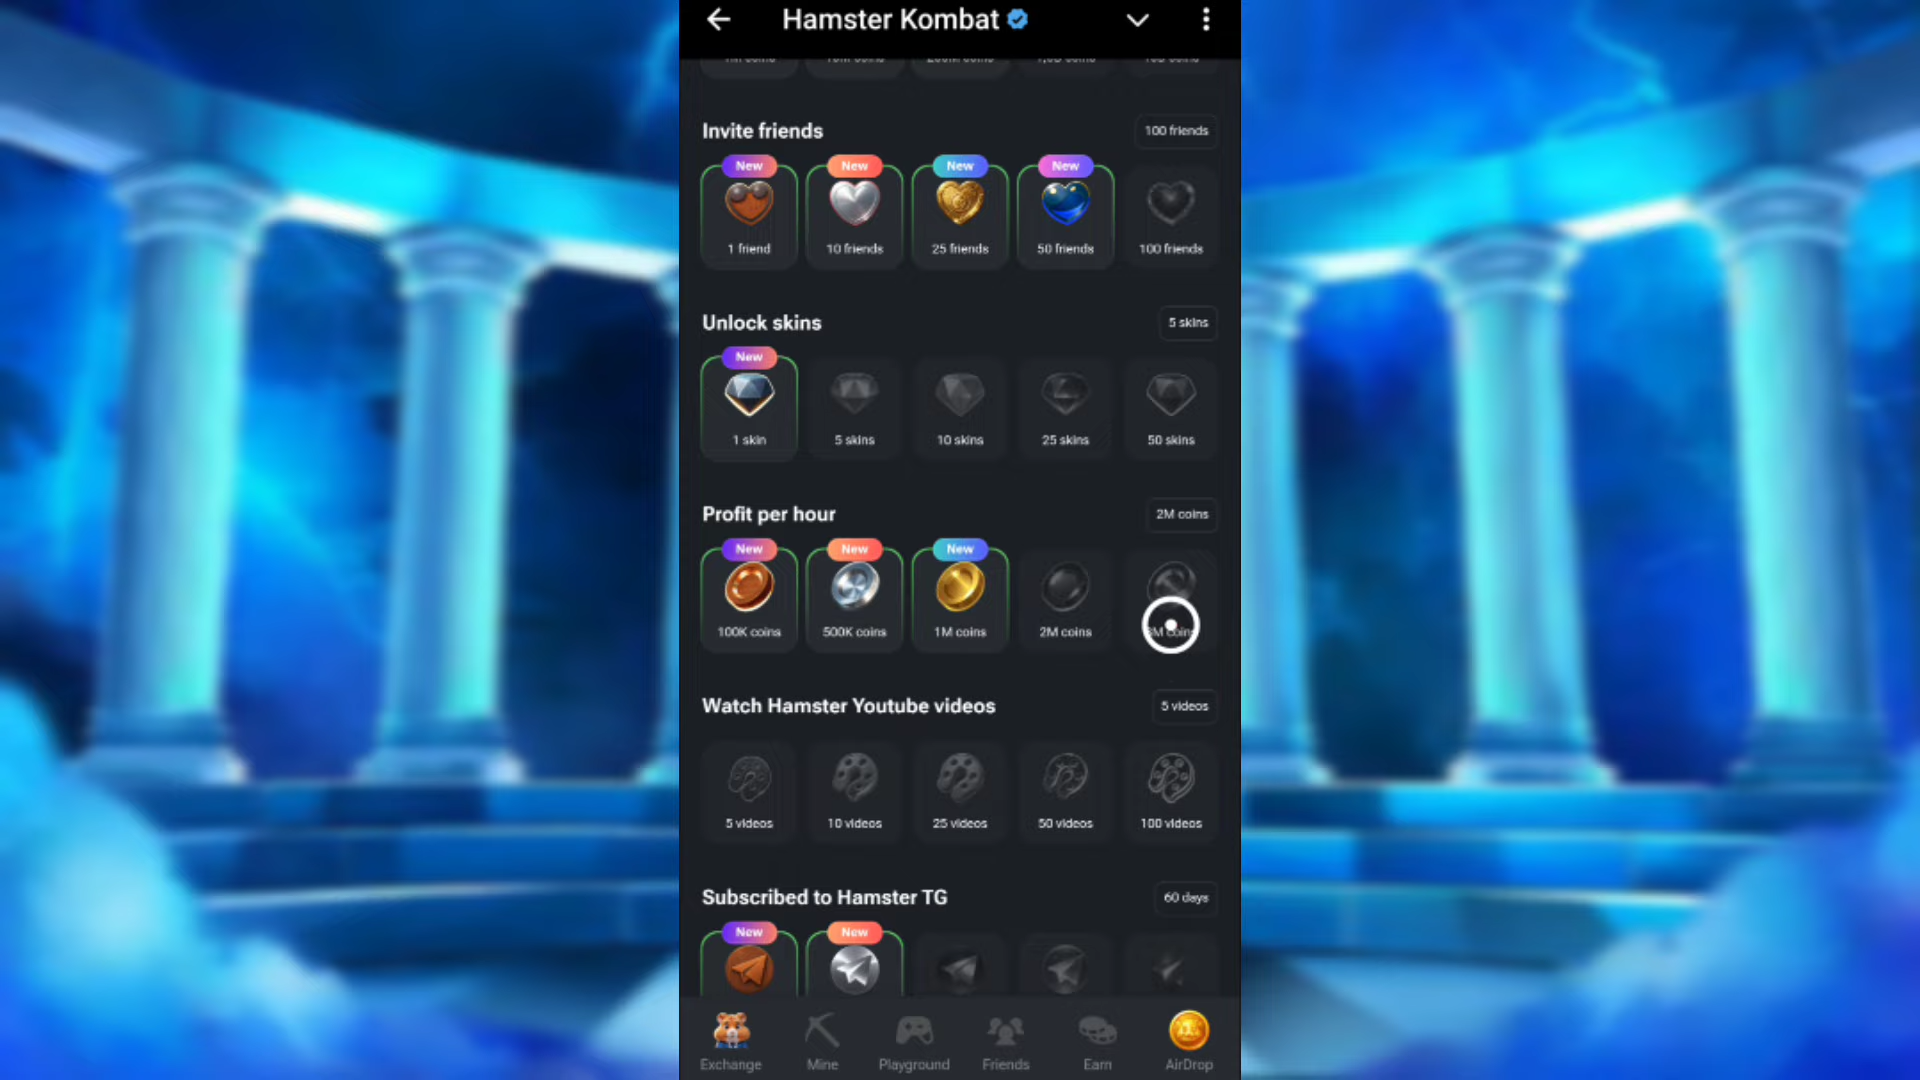 Hamster Kombat
Invite friends 100 friends
New New New New
1 friend 10 friends 25 friends 50 friends 100 friends
Unlock skins 5 skins
New
1 skin 5 skins 10 skins 25 skins 50 skins
Profit per hour 2M coins
New New New
100K coins 500K coins 1M coins 2M coins
Watch Hamster Youtube videos 5 videos
5 videos 10 videos 25 videos 50 videos 100 videos
Subscribed to Hamster TG 60 days
New New
Exchange Mine Playground Friends Earn AirDrop